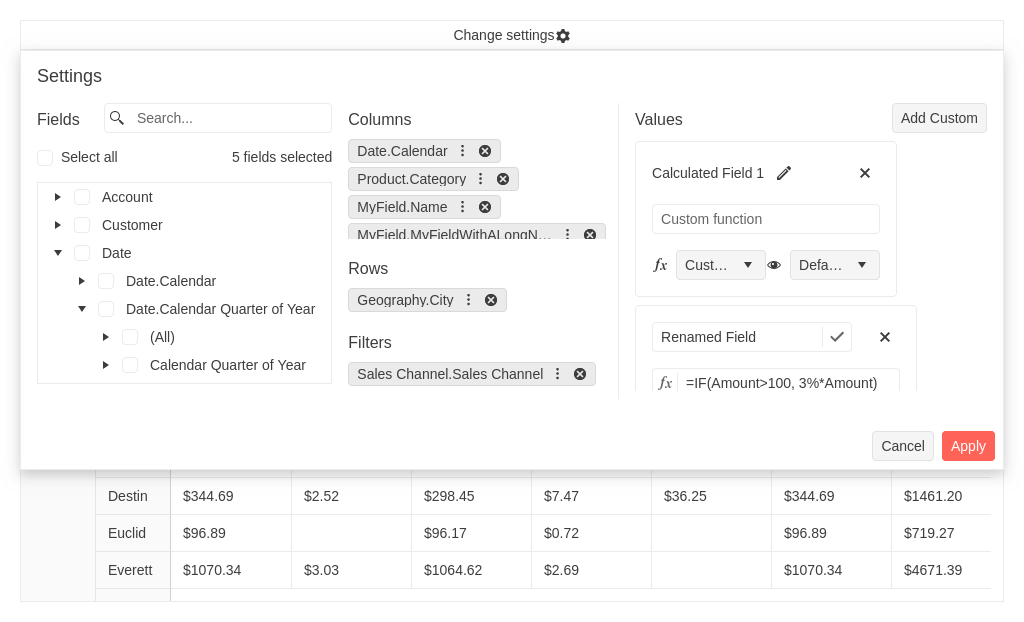 Change settings
Settings
Fields
Search...
Select all
5 fields selected
Account
Customer
Date
Date.Calendar
Date.Calendar Quarter of Year
(All)
Calendar Quarter of Year
Columns
Date.Calendar
Product.Category
MyField.Name
MyField.MyFieldWithALongN...
Rows
Geography.City
Filters
Sales Channel.Sales Channel
Values
Add Custom
Calculated Field 1
Custom function
fx
Cust...
Defa...
Renamed Field
fx =IF(Amount>100, 3%*Amount)
Cancel
Apply
Destin $344.69 $2.52 $298.45 $7.47 $36.25 $344.69 $1461.20
Euclid $96.89 $96.17 $0.72 $96.89 $719.27
Everett $1070.34 $3.03 $1064.62 $2.69 $1070.34 $4671.39